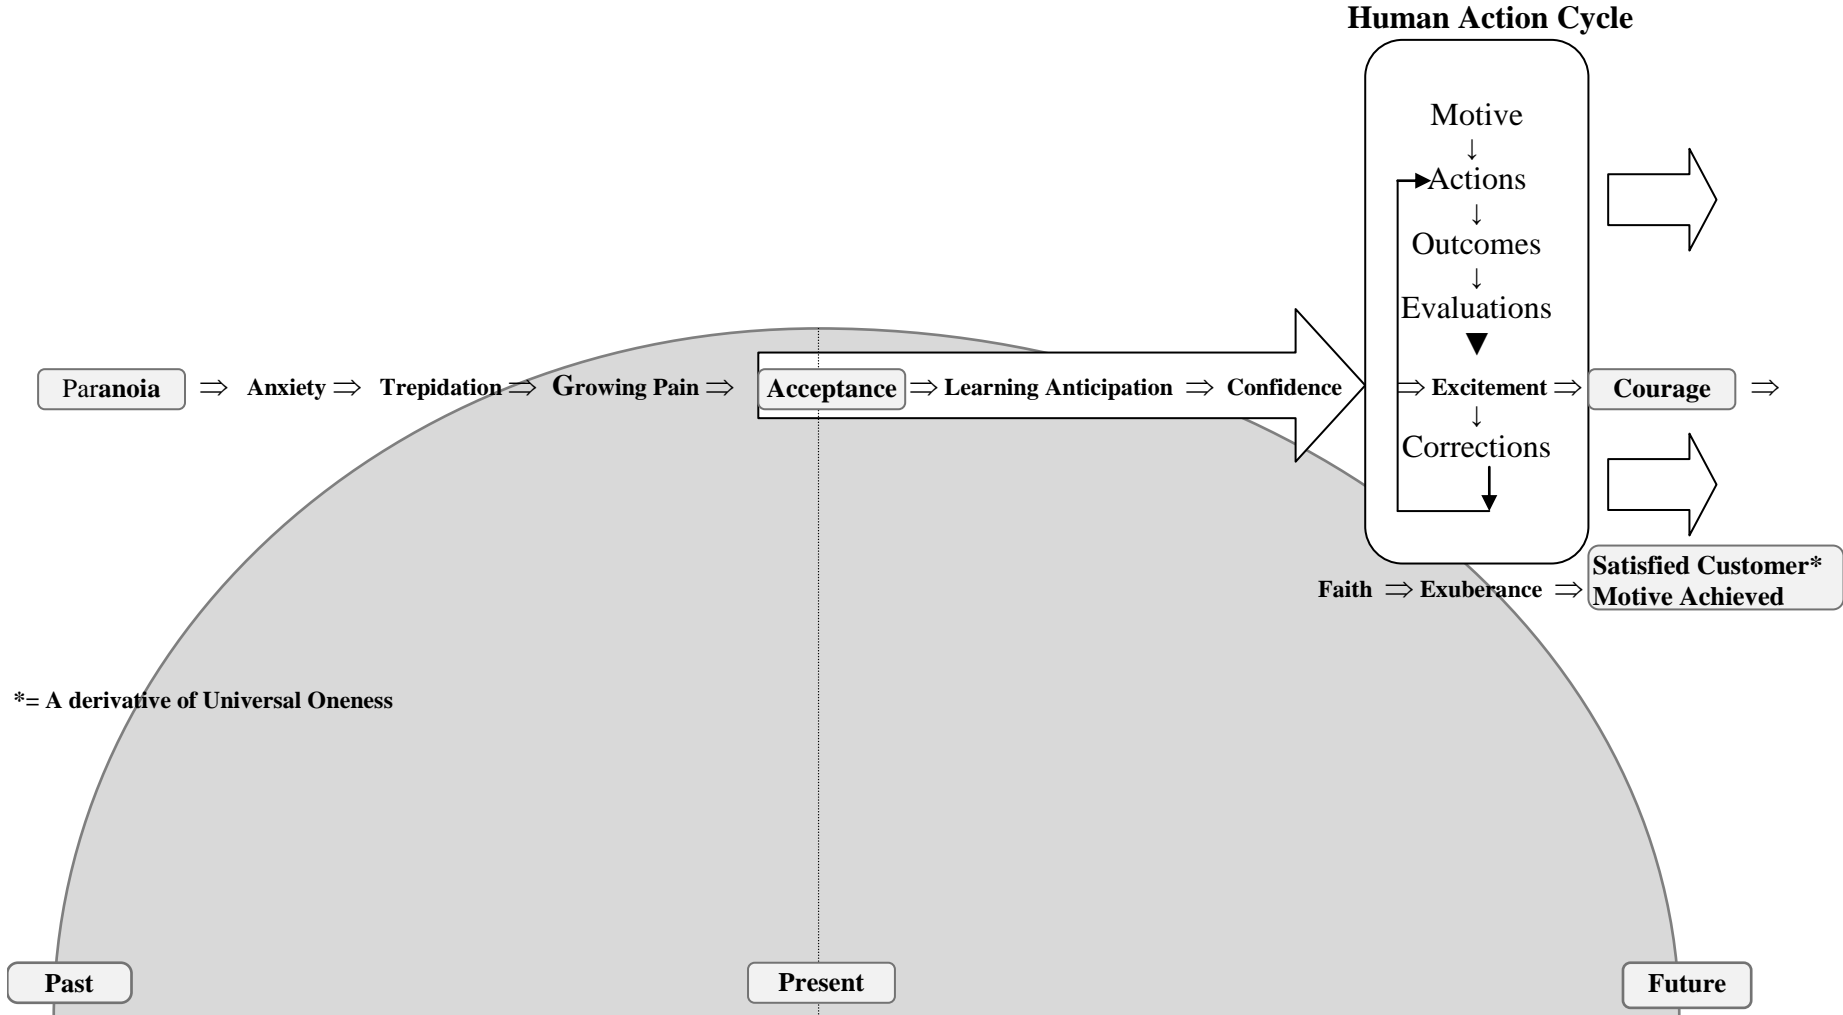 Human Action Cycle
Motive
↓
Actions
↓
Outcomes
↓
Evaluations
▼
Paranoia ⇒ Anxiety ⇒ Trepidation ⇒ Growing Pain ⇒ Acceptance ⇒ Learning Anticipation ⇒ Confidence ⇒ Excitement ⇒ Courage ⇒
↓
Corrections
Faith ⇒ Exuberance ⇒ Satisfied Customer*
Motive Achieved
*= A derivative of Universal Oneness
Past Present Future